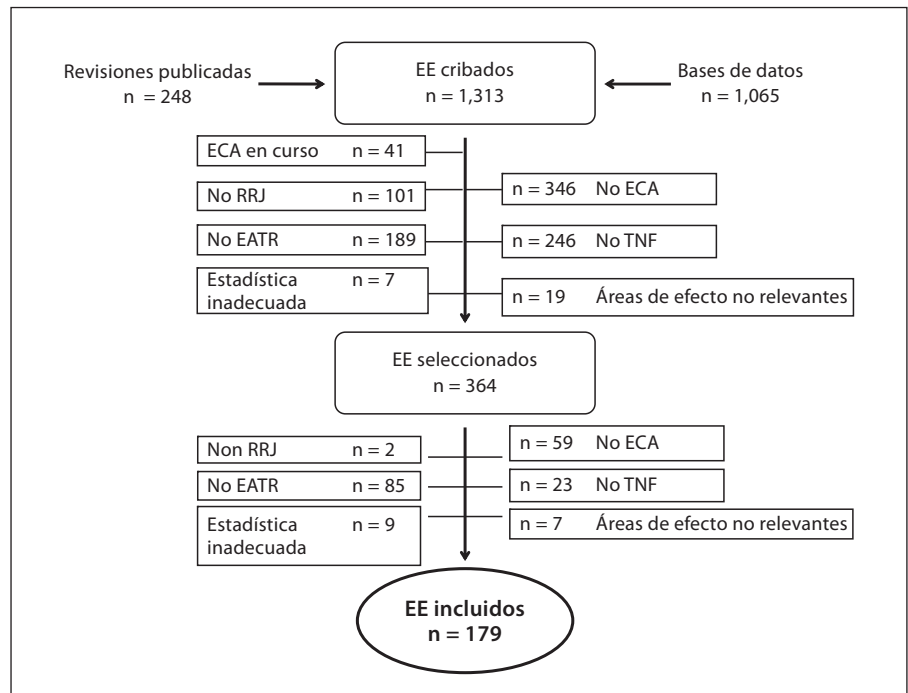 Revisiones publicadas
n = 248
EE cribados
n = 1,313
Bases de datos
n = 1,065
ECA en curso n = 41
No RRJ n = 101
n = 346 No ECA
No EATR n = 189
n = 246 No TNF
Estadística n = 7
inadecuada
n = 19 Áreas de efecto no relevantes
EE seleccionados
n = 364
Non RRJ n = 2
n = 59 No ECA
No EATR n = 85
n = 23 No TNF
Estadística n = 9
inadecuada
n = 7 Áreas de efecto no relevantes
EE incluidos
n = 179